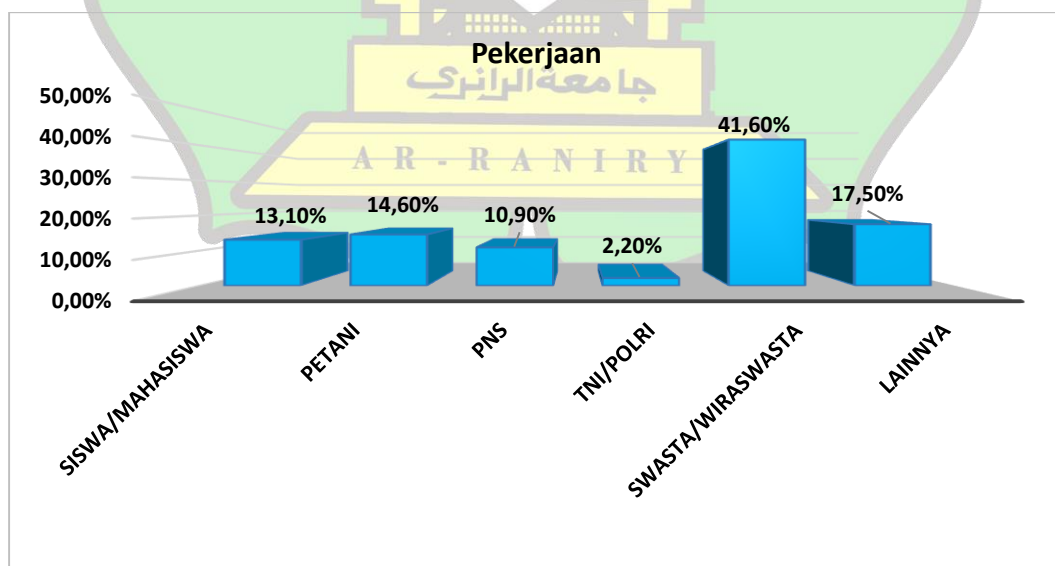 Pekerjaan
جامعة الرانري
A R - R A N I R Y
50,00%
40,00%
30,00%
20,00%
10,00%
0,00%
13,10%
14,60%
10,90%
2,20%
41,60%
17,50%
SISWA/MAHASISWA
PETANI
PNS
TNI/POLRI
SWASTA/WIRASWASTA
LAINNYA